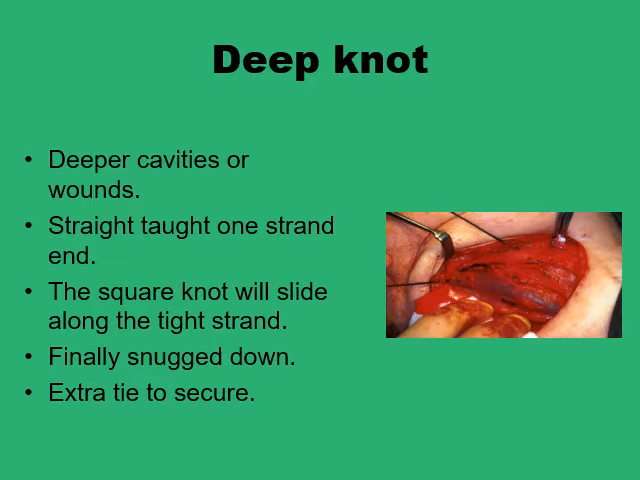 Deep knot
• Deeper cavities or
wounds.
• Straight taught one strand
end.
• The square knot will slide
along the tight strand.
• Finally snugged down.
• Extra tie to secure.